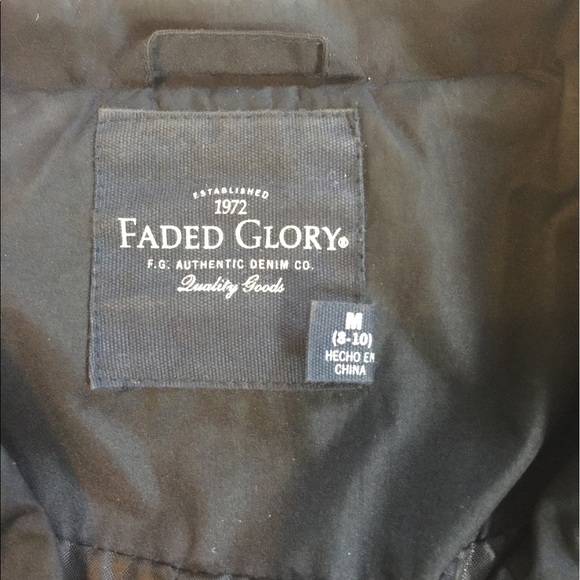 ESTABLISHED
1972
FADED GLORY®
F.G. AUTHENTIC DENIM CO.
Quality Goods
M
(8-10)
HECHO EN
CHINA